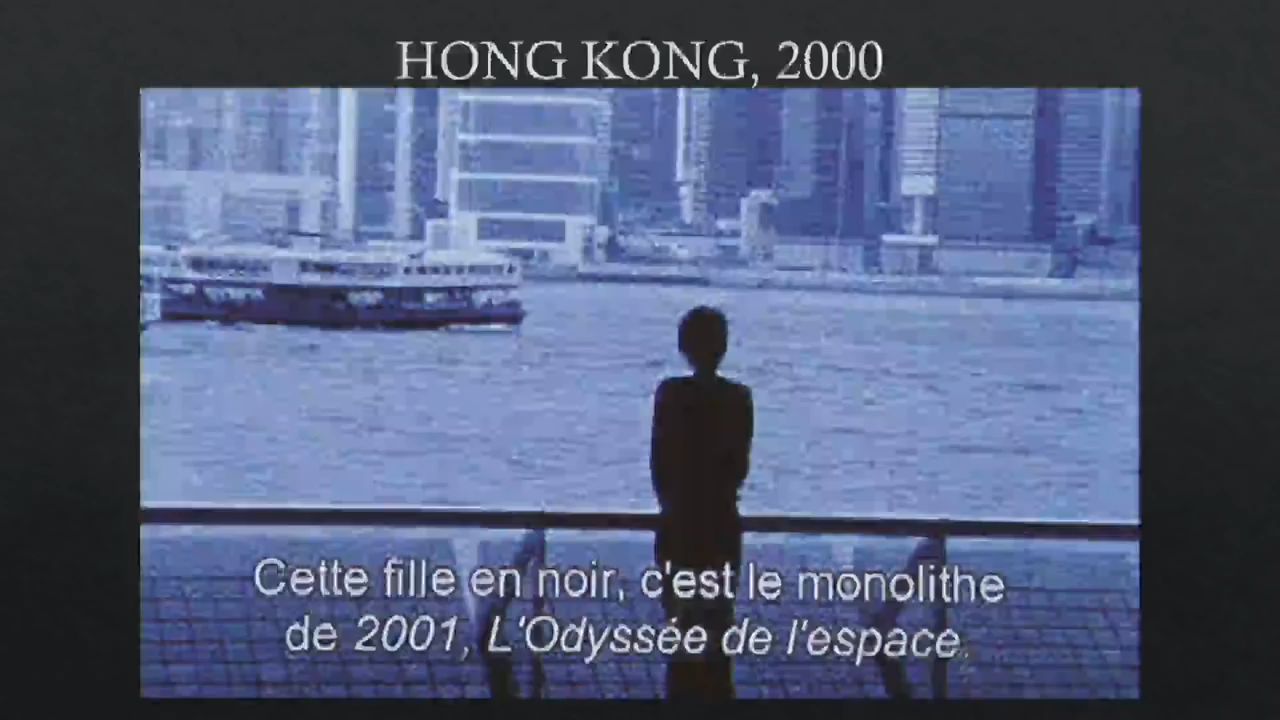 HONG KONG, 2000
Cette fille en noir, c'est le monolithe
de 2001, L'Odyssée de l'espace.